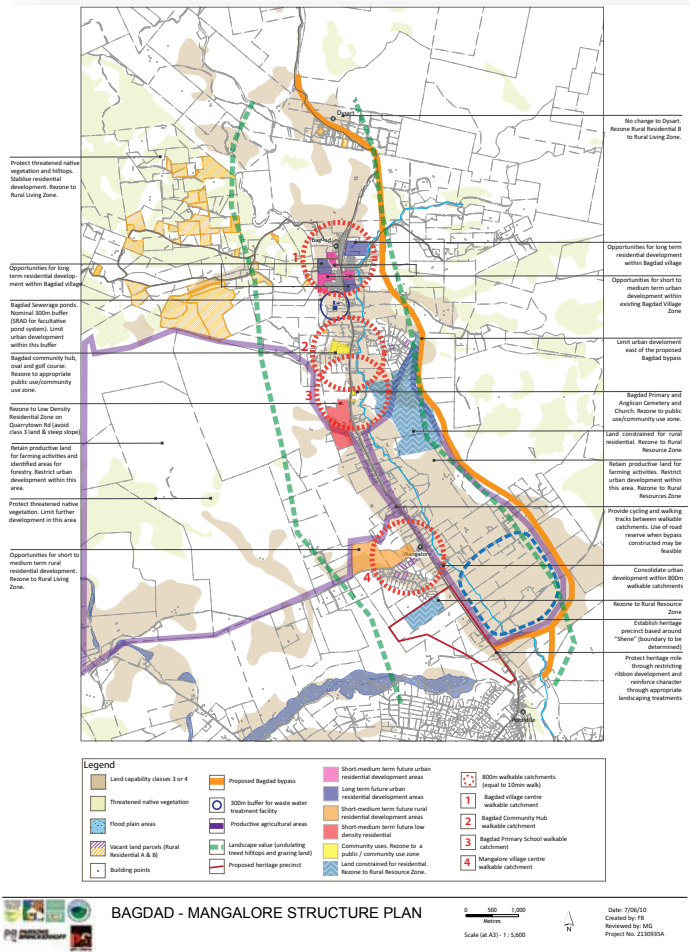 Dysart
Bagdad
Mangalore
Pontville
1
2
3
4
Protect threatened native
vegetation and hilltops.
Stablise residential
development. Rezone to
Rural Living Zone.
Opportunities for long
term residential develop-
ment within Bagdad village
Bagdad Sewerage ponds.
Nominal 300m buffer
(SRAD for facultative
pond system). Limit
urban development
within this buffer
Bagdad community hub,
oval and golf course.
Rezone to appropriate
public use/community
use zone.
Rezone to Low Density
Residential Zone on
Quarrytown Rd (avoid
class 3 land & steep slope)
Retain productive land
for farming activities and
identified areas for
forestry. Restrict urban
development within this
area.
Protect threatened native
vegetation. Limit further
development in this area
Opportunities for short to
medium term rural
residential development.
Rezone to Rural Living
Zone.
No change to Dysart.
Rezone Rural Residential B
to Rural Living Zone.
Opportunities for long term
residential development
within Bagdad village
Opportunities for short to
medium term urban
development within
existing Bagdad Village
Zone
Limit urban develoment
east of the proposed
Bagdad bypass
Bagdad Primary and
Anglican Cemetery and
Church. Rezone to public
use/community use zone.
Land constrained for rural
residential. Rezone to Rural
Resource Zone
Retain productive land for
farming activities. Restrict
urban development within
this area. Rezone to Rural
Resources Zone
Provide cycling and walking
tracks between walkable
catchments. Use of road
reserve when bypass
constructed may be
feasible
Consolidate urban
development within 800m
walkable catchments
Rezone to Rural Resource
Zone
Establish heritage
precinct based around
"Shene" (boundary to be
determined)
Protect heritage mile
through restricting
ribbon development and
reinforce character
through appropriate
landscaping treatments
Legend
Land capability classes 3 or 4
Threatened native vegetation
Flood plain areas
Vacant land parcels (Rural
Residential A & B)
Building points
Proposed Bagdad bypass
300m buffer for waste water
treatment facility
Productive agricultural areas
Landscape value (undulating
treed hilltops and grazing land)
Proposed heritage precinct
Short-medium term future urban
residential development areas
Long term future urban
residential development areas
Short-medium term future rural
residential development areas
Short-medium term future low
density residential
Community uses. Rezone to a
public / community use zone
Land constrained for residential.
Rezone to Rural Resource Zone.
800m walkable catchments
(equal to 10min walk)
1 Bagdad village centre
walkable catchment
2 Bagdad Community Hub
walkable catchment
3 Bagdad Primary School walkable
catchment
4 Mangalore village centre
walkable catchment
PARSONS
BRINCKERHOFF
BAGDAD - MANGALORE STRUCTURE PLAN
0 500 1,000
Metres
Scale (at A3) - 1 : 5,600
N
Date: 7/06/10
Created by: FB
Reviewed by: MG
Project No. 2130935A